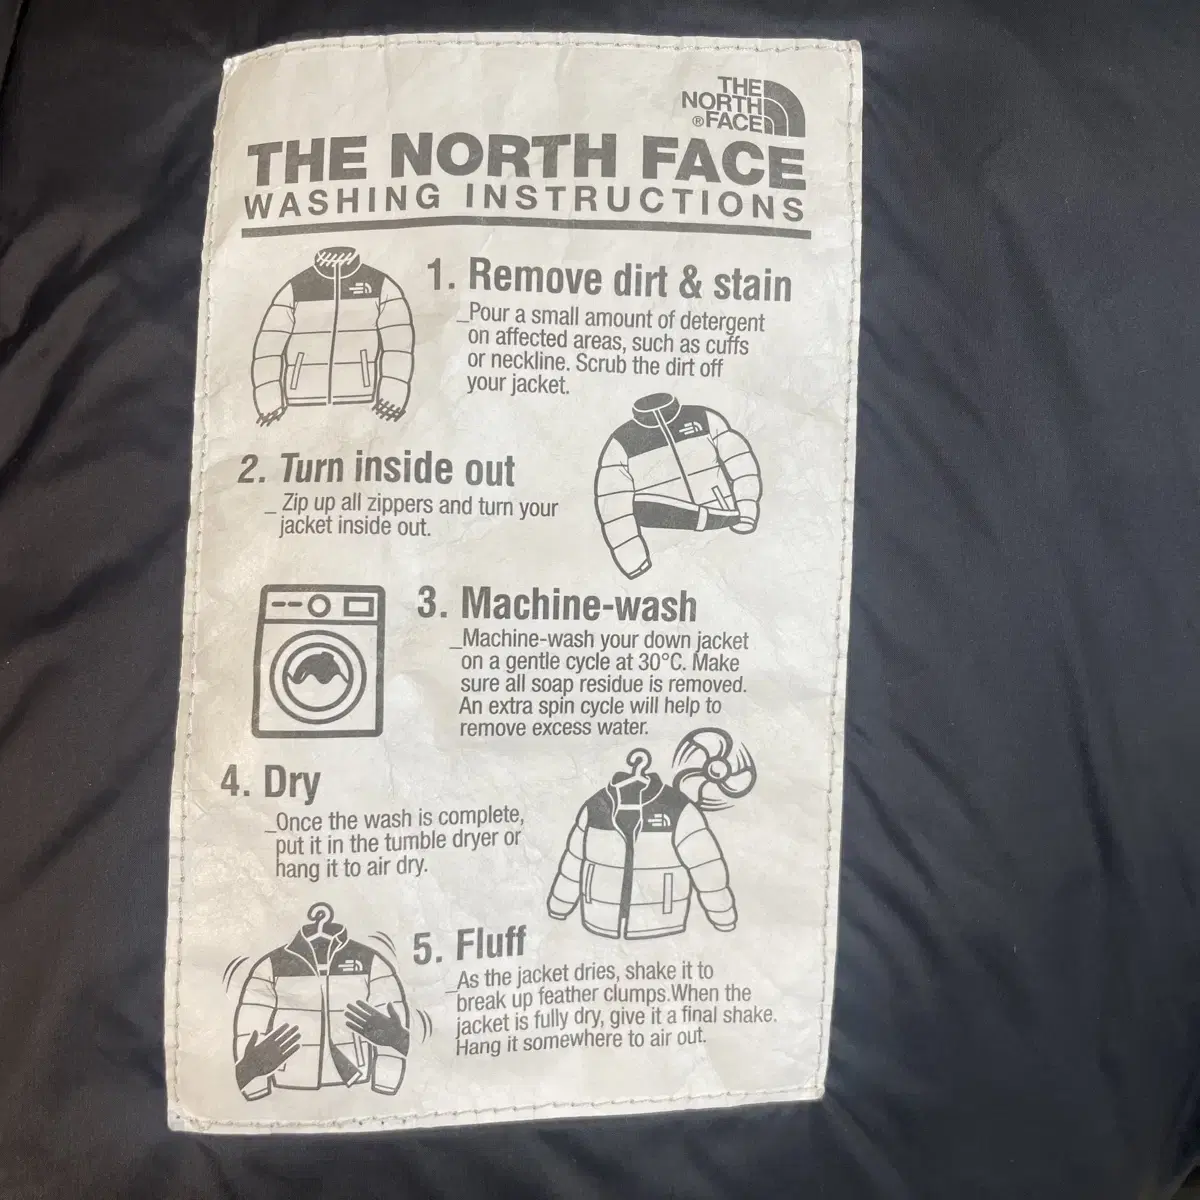 THE
NORTH
®FACE
THE NORTH FACE
WASHING INSTRUCTIONS
1. Remove dirt & stain
_Pour a small amount of detergent
on affected areas, such as cuffs
or neckline. Scrub the dirt off
your jacket.
2. Turn inside out
_ Zip up all zippers and turn your
jacket inside out.
3. Machine-wash
_Machine-wash your down jacket
on a gentle cycle at 30°C. Make
sure all soap residue is removed.
An extra spin cycle will help to
remove excess water.
4. Dry
_Once the wash is complete,
put it in the tumble dryer or
hang it to air dry.
5. Fluff
_As the jacket dries, shake it to
break up feather clumps.When the
jacket is fully dry, give it a final shake.
Hang it somewhere to air out.